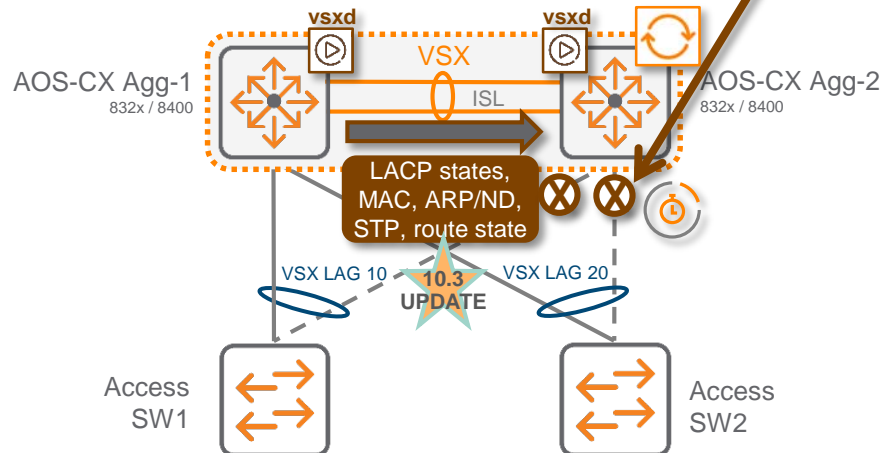 vsxd
vsxd
VSX
AOS-CX Agg-1
832x / 8400
ISL
AOS-CX Agg-2
832x / 8400
LACP states,
MAC, ARP/ND,
STP, route state
X
X
VSX LAG 10
10.3
UPDATE
VSX LAG 20
Access
SW1
Access
SW2